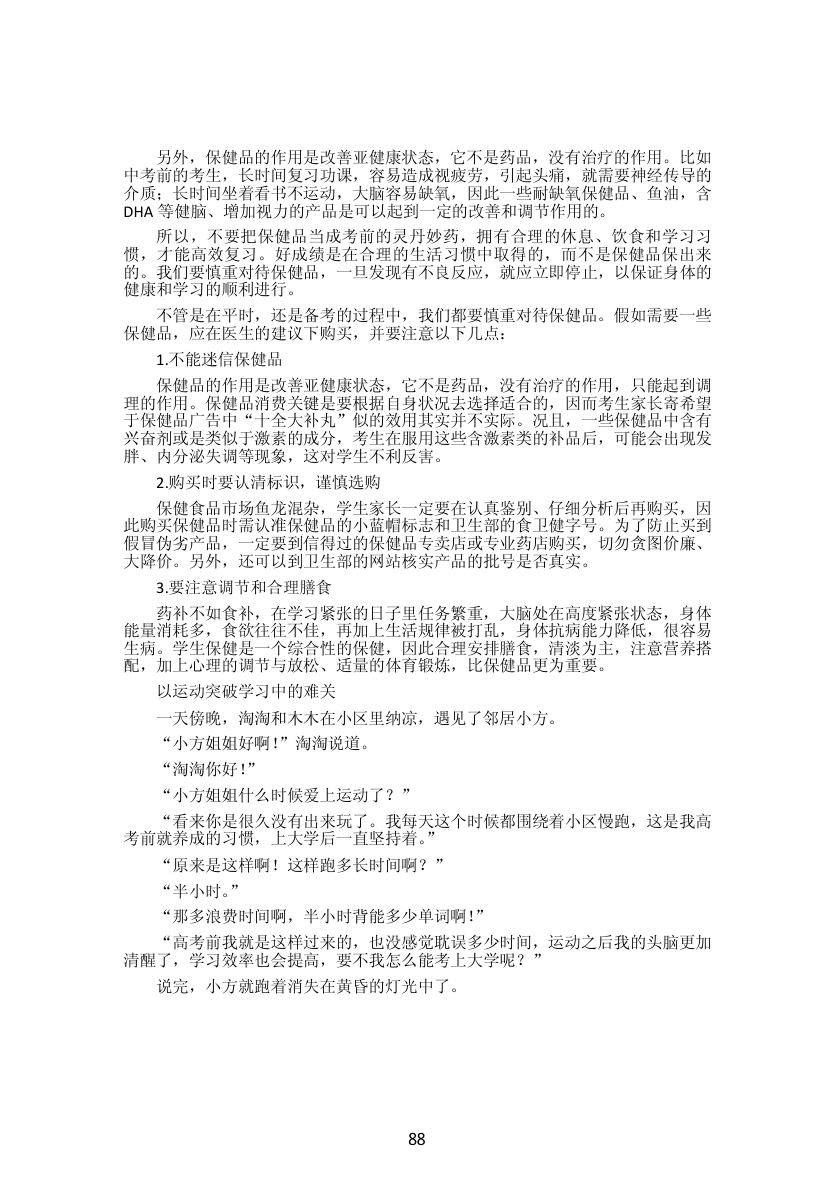 另外，保健品的作用是改善亚健康状态，它不是药品，没有治疗的作用。比如
中考前的考生，长时间复习功课，容易造成视疲劳，引起头痛，就需要神经传导的
介质；长时间坐着看书不运动，大脑容易缺氧，因此一些耐缺氧保健品、鱼油，含
DHA 等健脑、增加视力的产品是可以起到一定的改善和调节作用的。
所以，不要把保健品当成考前的灵丹妙药，拥有合理的休息、饮食和学习习
惯，才能高效复习。好成绩是在合理的生活习惯中取得的，而不是保健品保出来
的。我们要慎重对待保健品，一旦发现有不良反应，就应立即停止，以保证身体的
健康和学习的顺利进行。
不管是在平时，还是备考的过程中，我们都要慎重对待保健品。假如需要一些
保健品，应在医生的建议下购买，并要注意以下几点：
1.不能迷信保健品
保健品的作用是改善亚健康状态，它不是药品，没有治疗的作用，只能起到调
理的作用。保健品消费关键是要根据自身状况去选择适合的，因而考生家长寄希望
于保健品广告中“十全大补丸”似的效用其实并不实际。况且，一些保健品中含有
兴奋剂或是类似于激素的成分，考生在服用这些含激素类的补品后，可能会出现发
胖、内分泌失调等现象，这对学生不利反害。
2.购买时要认清标识，谨慎选购
保健食品市场鱼龙混杂，学生家长一定要在认真鉴别、仔细分析后再购买，因
此购买保健品时需认准保健品的小蓝帽标志和卫生部的食卫健字号。为了防止买到
假冒伪劣产品，一定要到信得过的保健品专卖店或专业药店购买，切勿贪图价廉、
大降价。另外，还可以到卫生部的网站核实产品的批号是否真实。
3.要注意调节和合理膳食
药补不如食补，在学习紧张的日子里任务繁重，大脑处在高度紧张状态，身体
能量消耗多，食欲往往不佳，再加上生活规律被打乱，身体抗病能力降低，很容易
生病。学生保健是一个综合性的保健，因此合理安排膳食，清淡为主，注意营养搭
配，加上心理的调节与放松、适量的体育锻炼，比保健品更为重要。
以运动突破学习中的难关
一天傍晚，淘淘和木木在小区里纳凉，遇见了邻居小方。
“小方姐姐好啊！”淘淘说道。
“淘淘你好！”
“小方姐姐什么时候爱上运动了？”
“看来你是很久没有出来玩了。我每天这个时候都围绕着小区慢跑，这是我高
考前就养成的习惯，上大学后一直坚持着。”
“原来是这样啊！这样跑多长时间啊？”
“半小时。”
“那多浪费时间啊，半小时背能多少单词啊！”
“高考前我就是这样过来的，也没感觉耽误多少时间，运动之后我的头脑更加
清醒了，学习效率也会提高，要不我怎么能考上大学呢？”
说完，小方就跑着消失在黄昏的灯光中了。
88